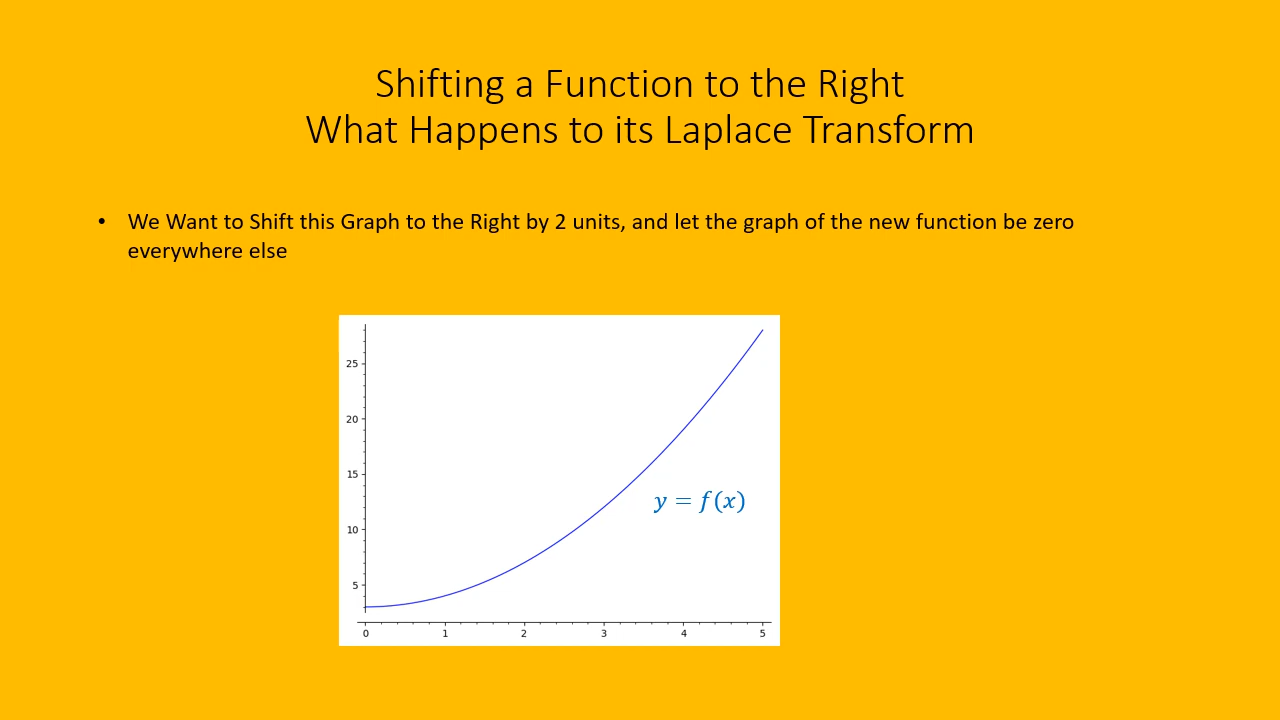 Shifting a Function to the Right
What Happens to its Laplace Transform
• We Want to Shift this Graph to the Right by 2 units, and let the graph of the new function be zero
everywhere else
25
20
15
10
5
y = f(x)
0 1 2 3 4 5